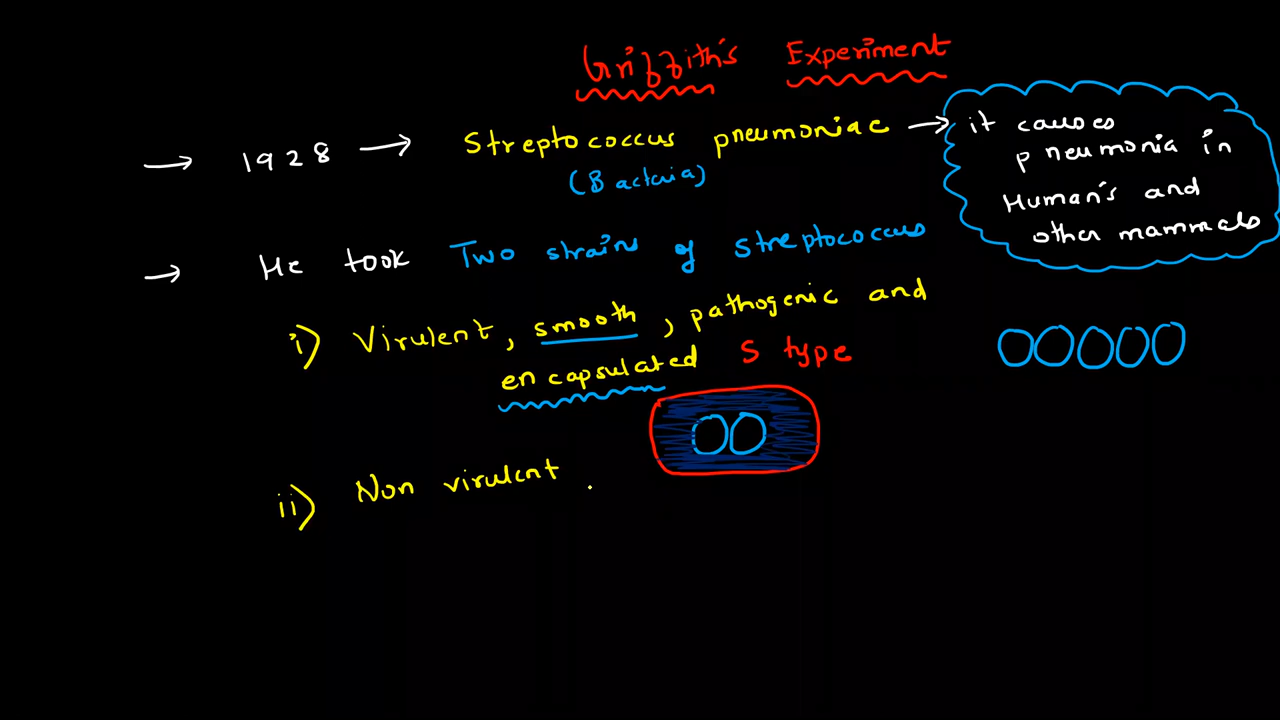 Griffith's Experiment
→ 1928 → Streptococcus pneumoniae →
(Bacteria)
it causes
pneumonia in
Human's and
other mammals
→ He took Two strains of streptococcus
i) Virulent, smooth, pathogenic and
encapsulated S type
ii) Non virulent .